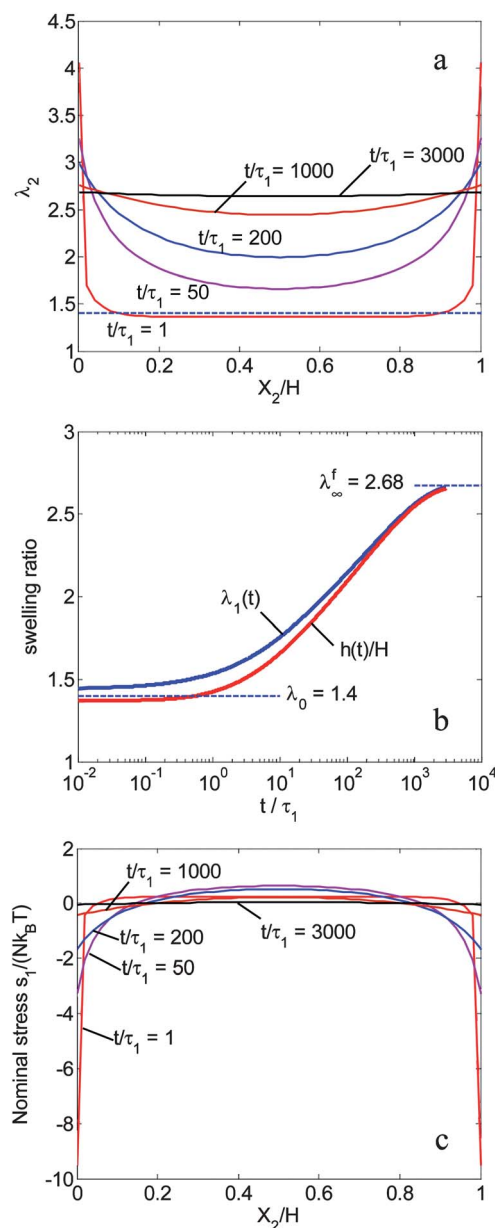 a
4.5
4
3.5
3
2.5
2
1.5
1
λ₂
t/τ₁ = 3000
t/τ₁ = 1000
t/τ₁ = 200
t/τ₁ = 50
t/τ₁ = 1
0 0.2 0.4 0.6 0.8 1
X₂/H
3
2.5
2
1.5
1
swelling ratio
λ∞ᶠ = 2.68
λ₁(t)
h(t)/H
λ₀ = 1.4
b
10⁻² 10⁻¹ 10⁰ 10¹ 10² 10³ 10⁴
t / τ₁
2
0
-2
-4
-6
-8
-10
Nominal stress s₁/(Nk_BT)
t/τ₁ = 1000
t/τ₁ = 200
t/τ₁ = 3000
t/τ₁ = 50
t/τ₁ = 1
c
0 0.2 0.4 0.6 0.8 1
X₂/H